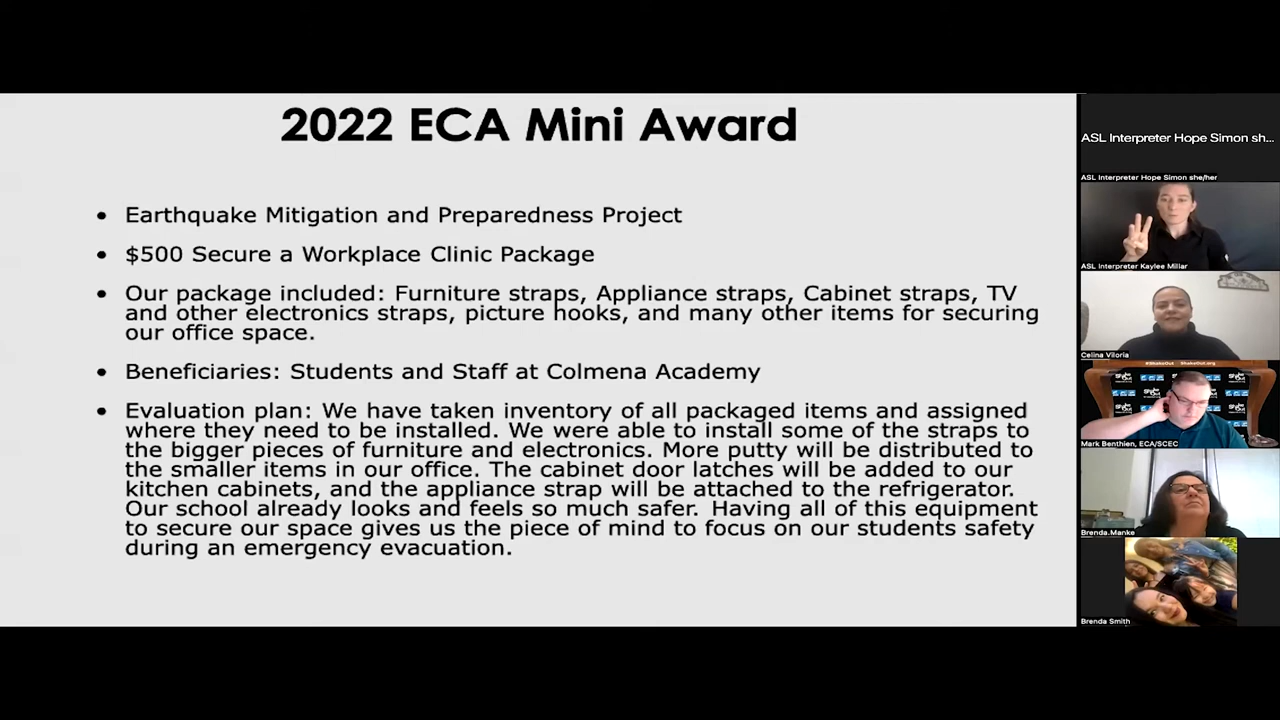 2022 ECA Mini Award
• Earthquake Mitigation and Preparedness Project
• $500 Secure a Workplace Clinic Package
• Our package included: Furniture straps, Appliance straps, Cabinet straps, TV
and other electronics straps, picture hooks, and many other items for securing
our office space.
• Beneficiaries: Students and Staff at Colmena Academy
• Evaluation plan: We have taken inventory of all packaged items and assigned
where they need to be installed. We were able to install some of the straps to
the bigger pieces of furniture and electronics. More putty will be distributed to
the smaller items in our office. The cabinet door latches will be added to our
kitchen cabinets, and the appliance strap will be attached to the refrigerator.
Our school already looks and feels so much safer. Having all of this equipment
to secure our space gives us the piece of mind to focus on our students safety
during an emergency evacuation.
ASL Interpreter Hope Simon sh...
ASL Interpreter Hope Simon she/her
ASL Interpreter Kaylee Millar
Celina Viloria
#ShakeOut ShakeOut.org
Mark Benthien, ECA/SCEC
Brenda.Manke
Brenda Smith